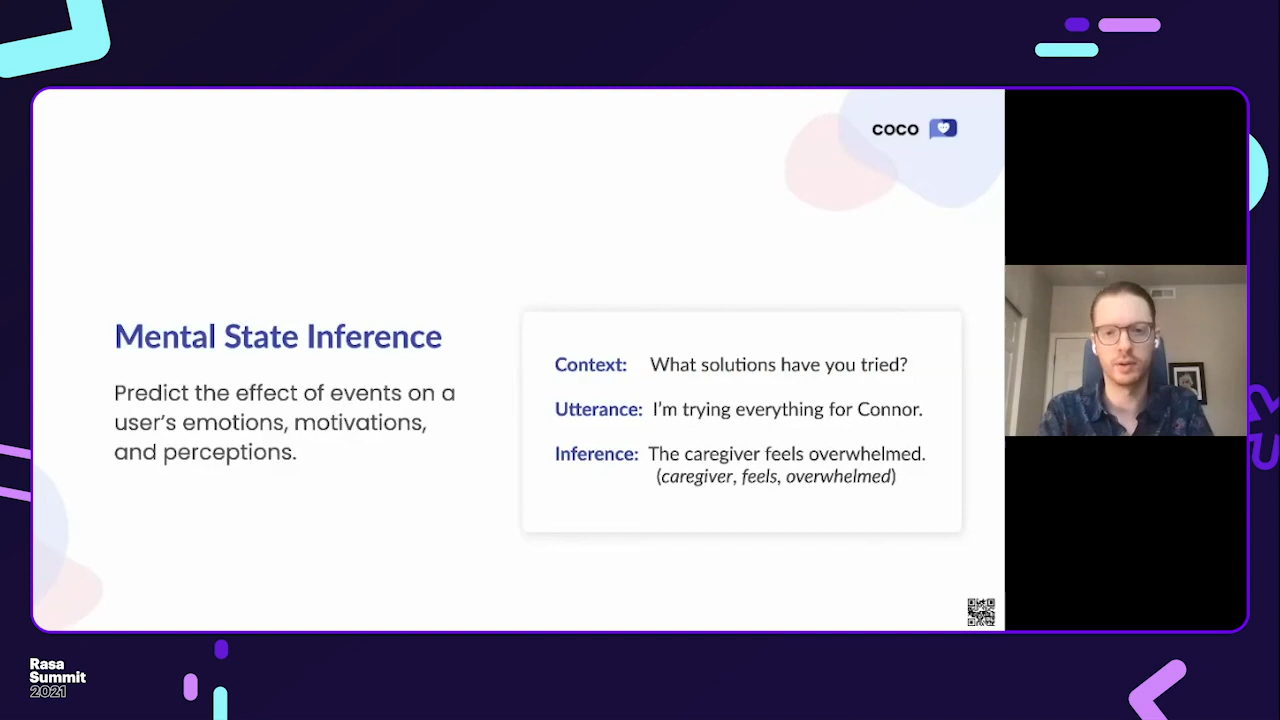 coco
Mental State Inference
Predict the effect of events on a
user's emotions, motivations,
and perceptions.
Context: What solutions have you tried?
Utterance: I'm trying everything for Connor.
Inference: The caregiver feels overwhelmed.
(caregiver, feels, overwhelmed)
Rasa
Summit
2021